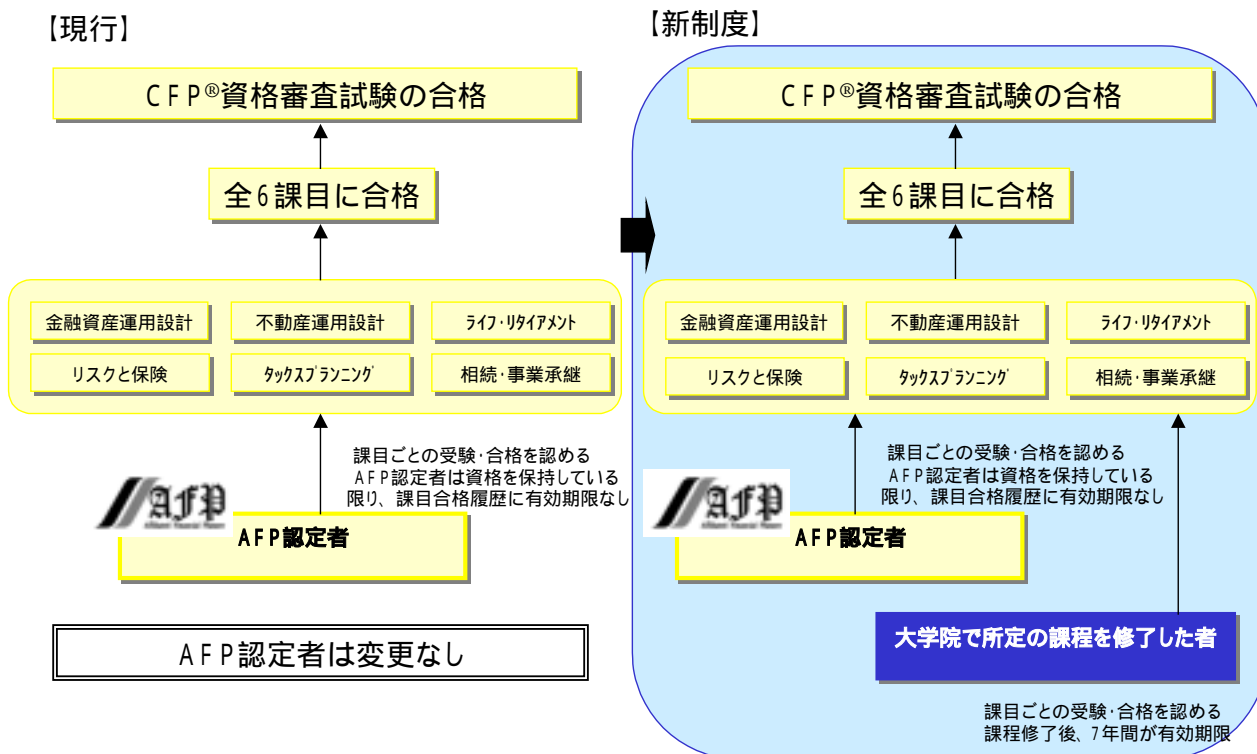 【現行】
CFP®資格審査試験の合格
全6課目に合格
金融資産運用設計
不動産運用設計
ﾗｲﾌ・ﾘﾀｲｱﾒﾝﾄ
リスクと保険
ﾀｯｸｽﾌﾟﾗﾝﾆﾝｸﾞ
相続・事業承継
課目ごとの受験・合格を認める
AFP認定者は資格を保持している
限り、課目合格履歴に有効期限なし
AFP
AFP認定者
AFP認定者は変更なし
【新制度】
CFP®資格審査試験の合格
全6課目に合格
金融資産運用設計
不動産運用設計
ﾗｲﾌ・ﾘﾀｲｱﾒﾝﾄ
リスクと保険
ﾀｯｸｽﾌﾟﾗﾝﾆﾝｸﾞ
相続・事業承継
課目ごとの受験・合格を認める
AFP認定者は資格を保持している
限り、課目合格履歴に有効期限なし
AFP
AFP認定者
大学院で所定の課程を修了した者
課目ごとの受験・合格を認める
課程修了後、7年間が有効期限